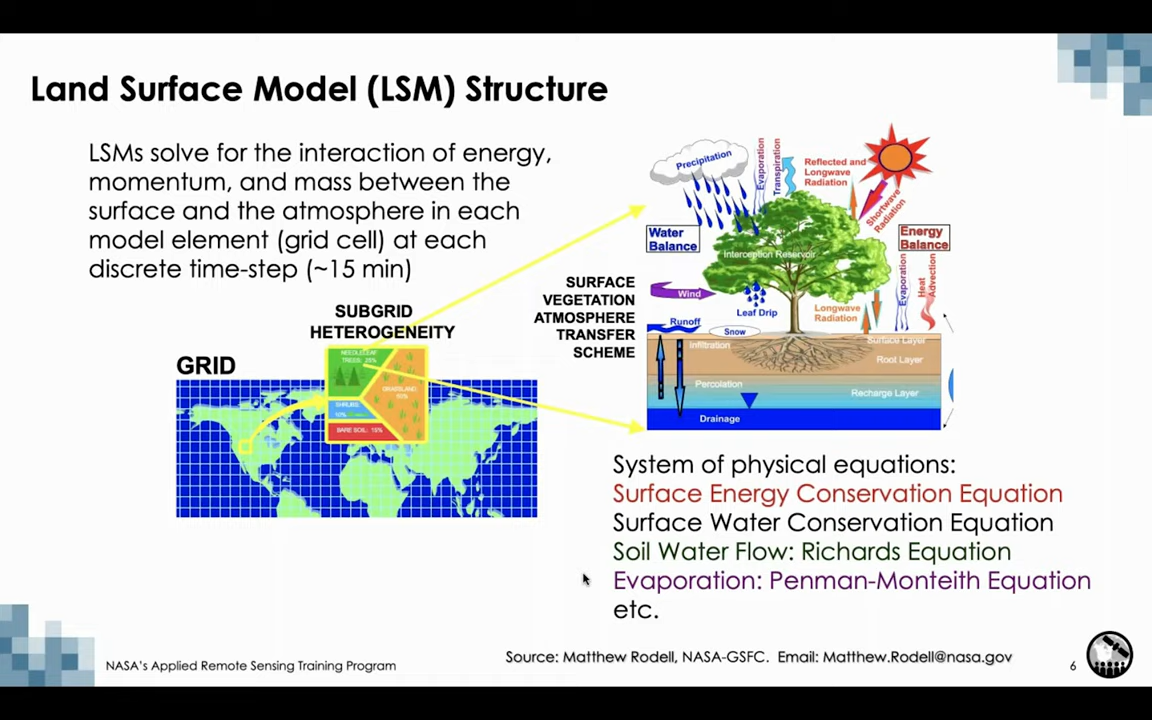 Land Surface Model (LSM) Structure
LSMs solve for the interaction of energy,
momentum, and mass between the
surface and the atmosphere in each
model element (grid cell) at each
discrete time-step (~15 min)
SUBGRID
HETEROGENEITY
GRID
NEEDLELEAF
TREES: 25%
GRASSLAND
50%
SHRUBS:
10%
BARE SOIL: 15%
SURFACE
VEGETATION
ATMOSPHERE
TRANSFER
SCHEME
Precipitation
Evaporation
Transpiration
Reflected and
Longwave
Radiation
Shortwave
Radiation
Water
Balance
Energy
Balance
Interception Reservoir
Wind
Leaf Drip
Longwave
Radiation
Evaporation
Heat
Advection
Runoff
Snow
Infiltration
Surface Layer
Root Layer
Percolation
Recharge Layer
Drainage
System of physical equations:
Surface Energy Conservation Equation
Surface Water Conservation Equation
Soil Water Flow: Richards Equation
Evaporation: Penman-Monteith Equation
etc.
Source: Matthew Rodell, NASA-GSFC. Email: Matthew.Rodell@nasa.gov
NASA's Applied Remote Sensing Training Program
6